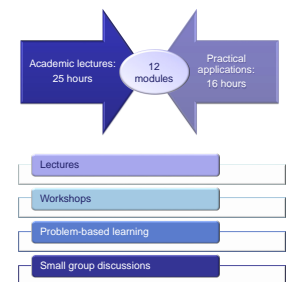 Academic lectures:
25 hours
12
modules
Practical
applications:
16 hours
Lectures
Workshops
Problem-based learning
Small group discussions